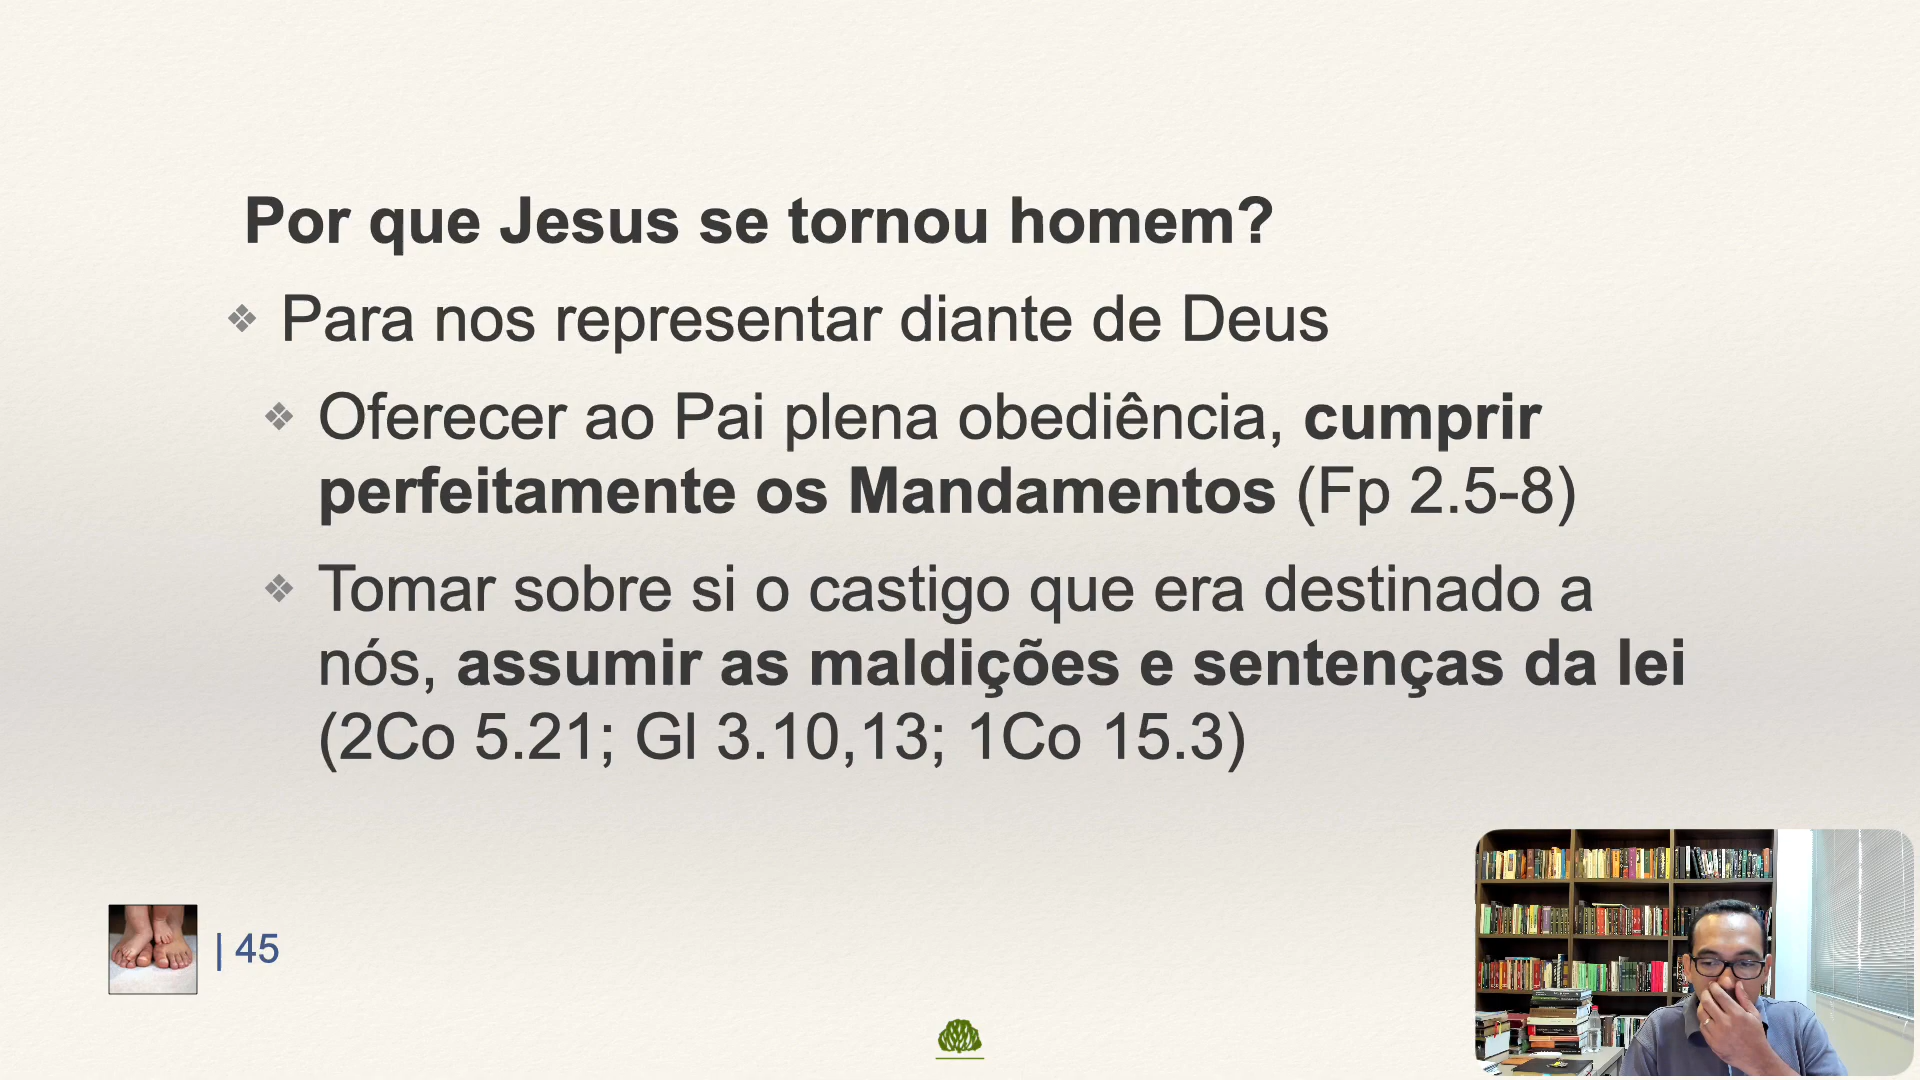 Por que Jesus se tornou homem?
❖ Para nos representar diante de Deus
❖ Oferecer ao Pai plena obediência, cumprir
perfeitamente os Mandamentos (Fp 2.5-8)
❖ Tomar sobre si o castigo que era destinado a
nós, assumir as maldições e sentenças da lei
(2Co 5.21; Gl 3.10,13; 1Co 15.3)
| 45